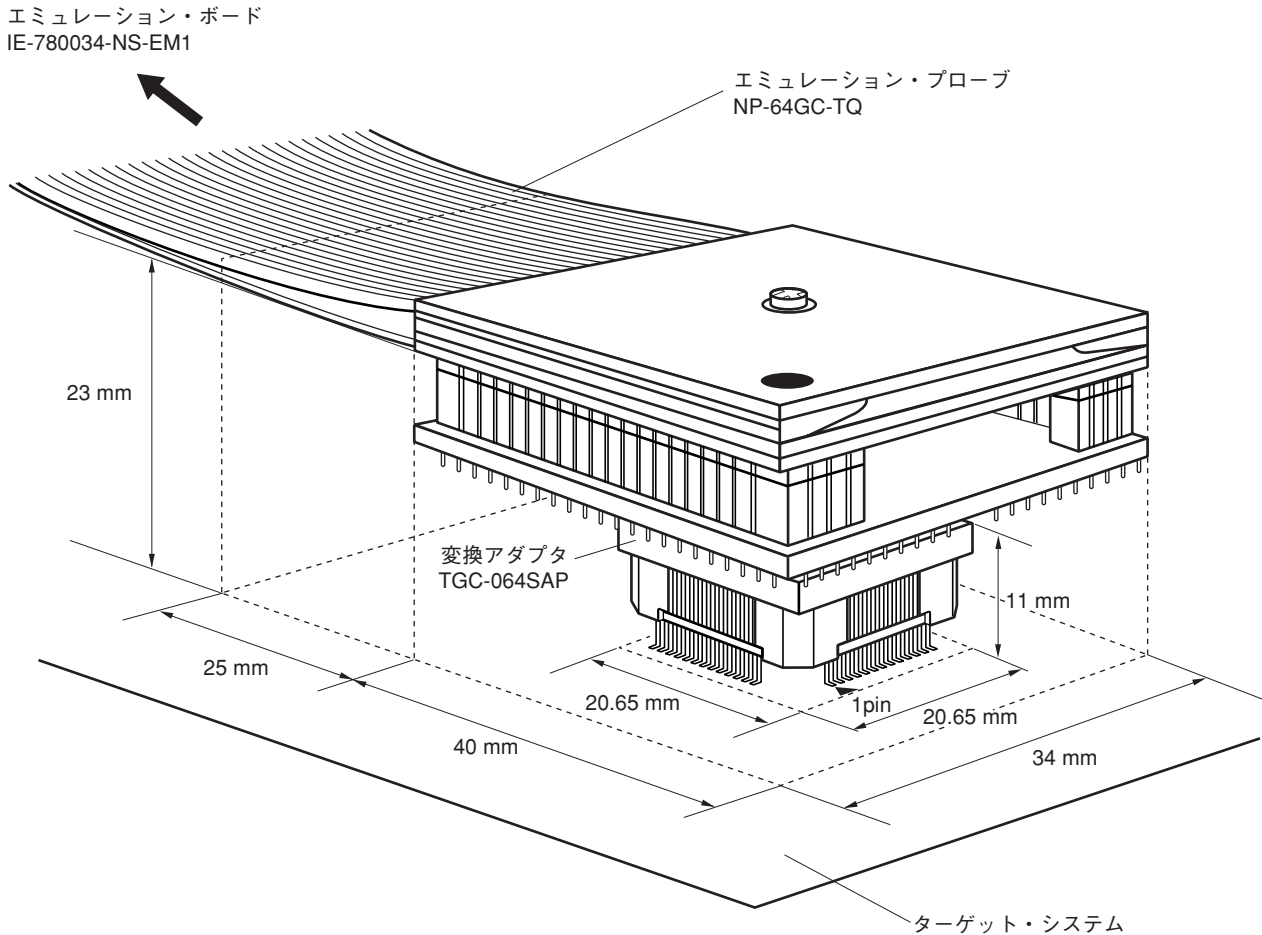 エミュレーション・ボード
IE-780034-NS-EM1
エミュレーション・プローブ
NP-64GC-TQ
23 mm
変換アダプタ
TGC-064SAP
11 mm
25 mm
20.65 mm
1pin
20.65 mm
40 mm
34 mm
ターゲット・システム